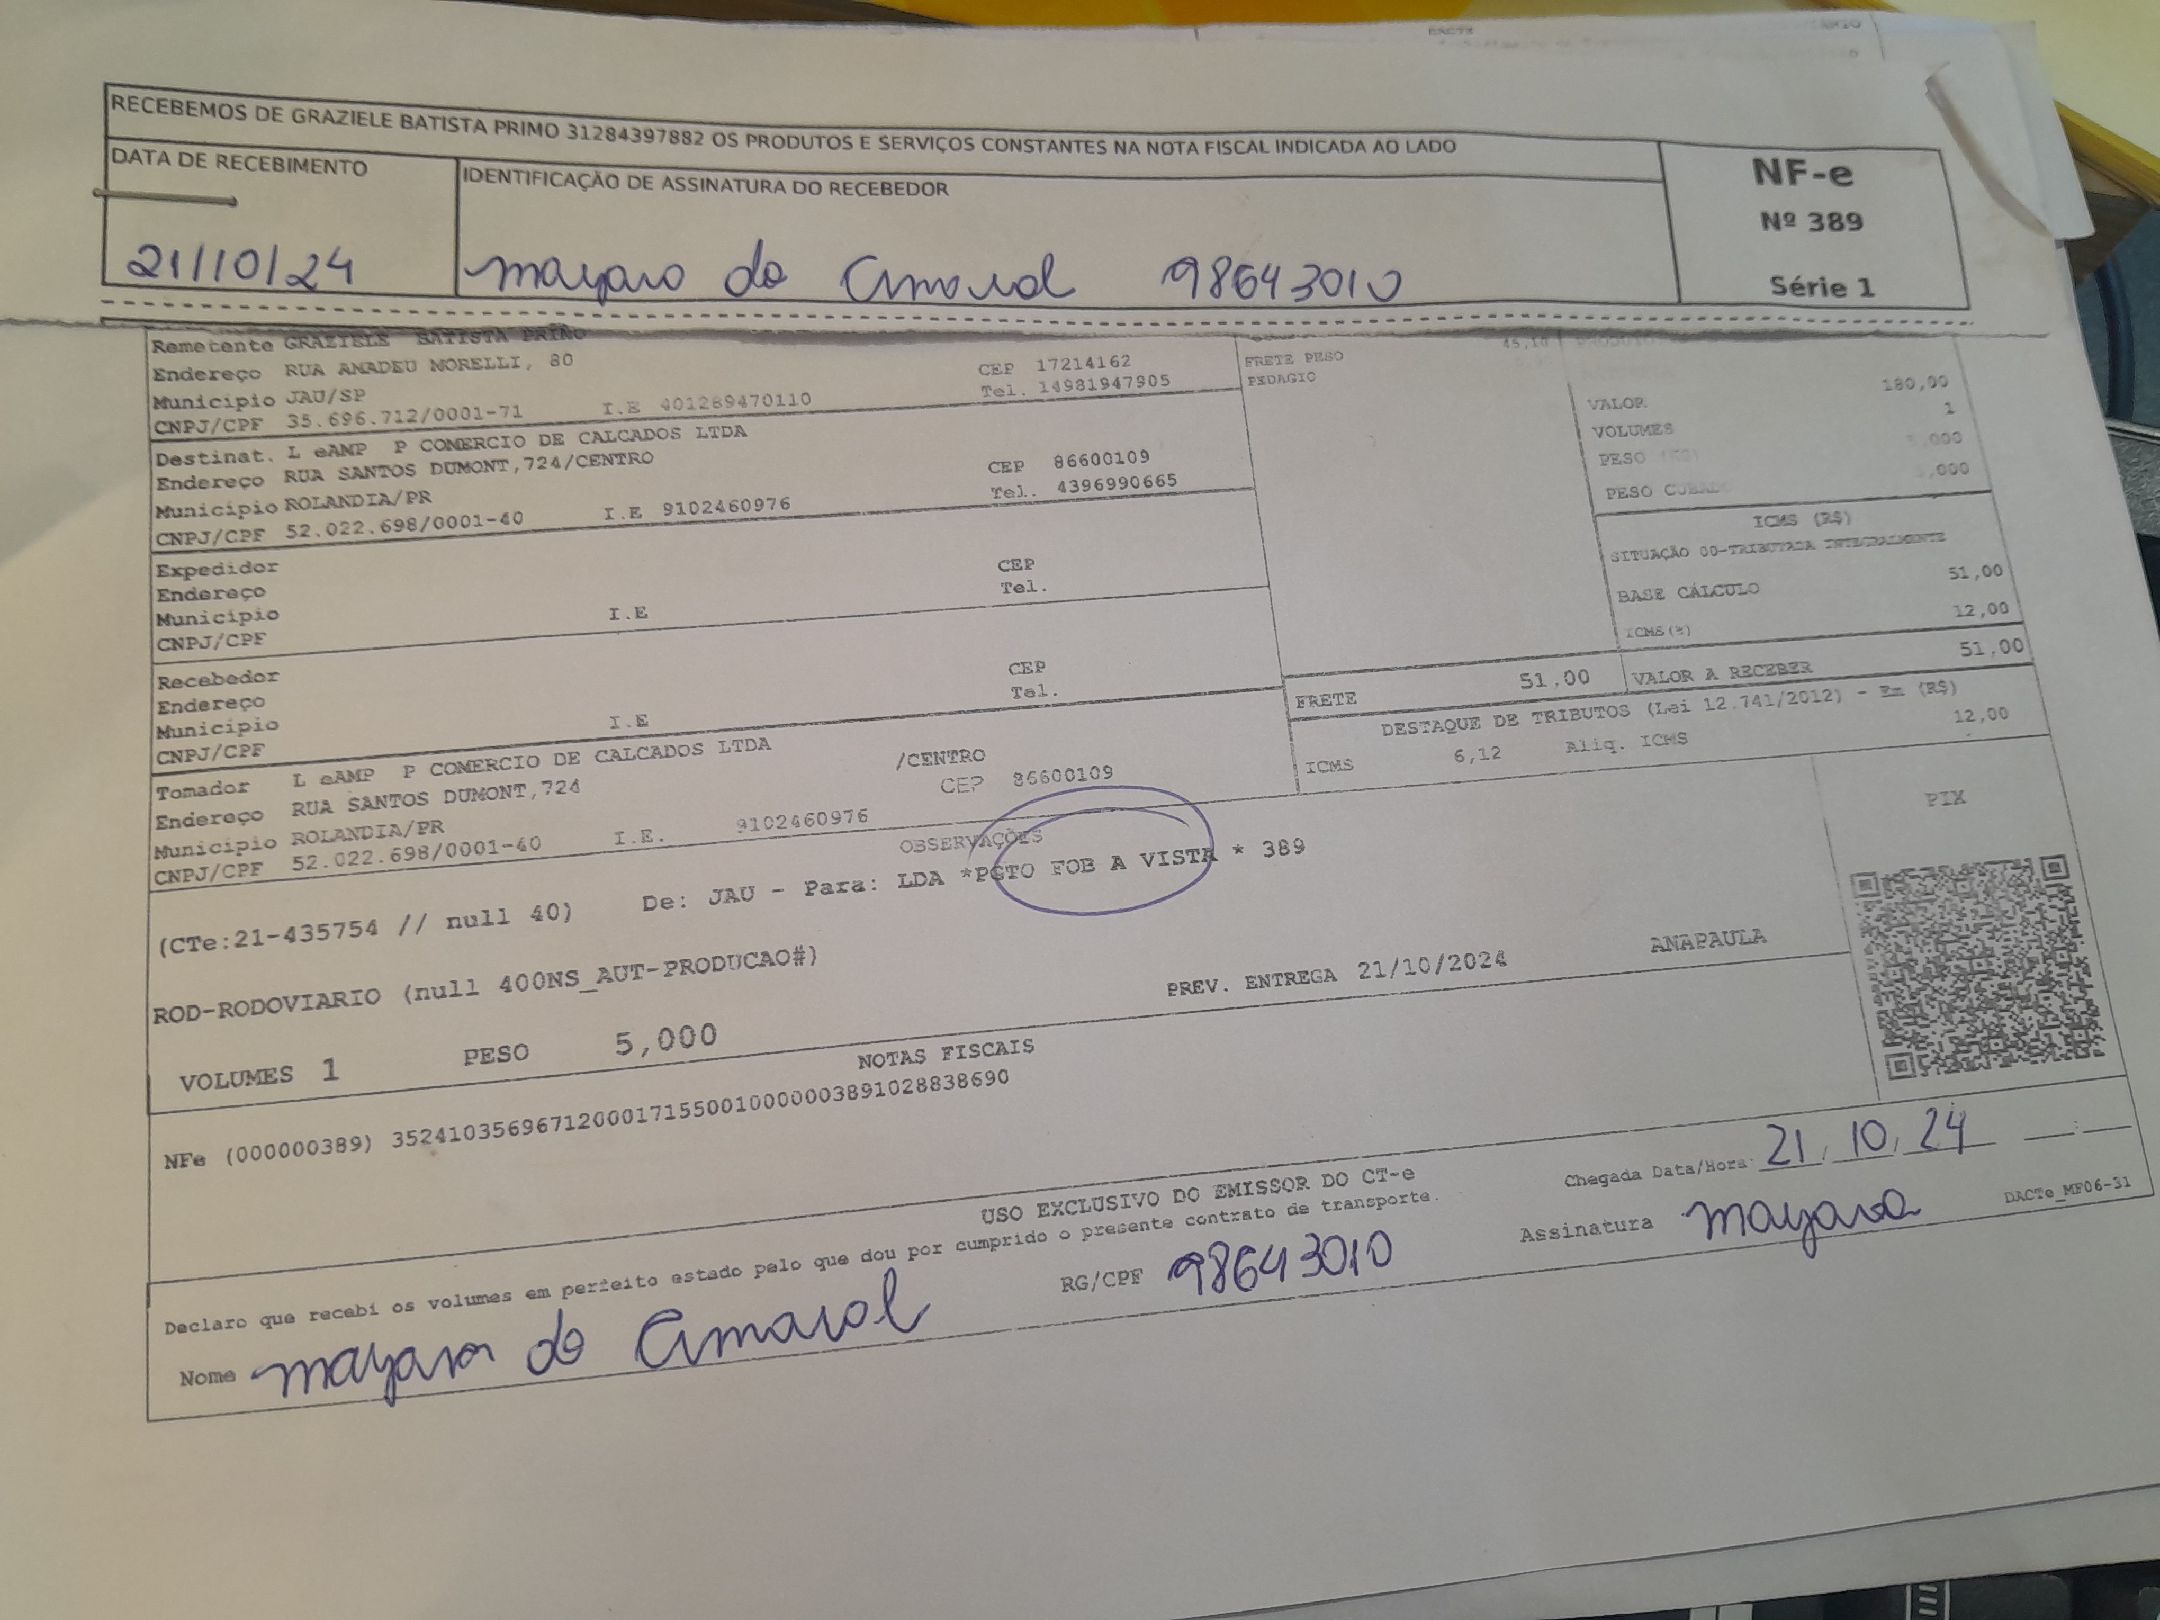 DACTE
RECEBEMOS DE GRAZIELE BATISTA PRIMO 31284397882 OS PRODUTOS E SERVIÇOS CONSTANTES NA NOTA FISCAL INDICADA AO LADO
DATA DE RECEBIMENTO
IDENTIFICAÇÃO DE ASSINATURA DO RECEBEDOR
NF-e
Nº 389
Série 1
21/10/24
mayara do Amaral 98643010
Remetente GRAZIELE BATISTA
Endereço RUA AMADEU MORELLI, 80 CEP 17214162
Município JAU/SP Tel. 14981947905
CNPJ/CPF 35.696.712/0001-71 I.E 401289470110
Destinat. L eAMP P COMERCIO DE CALCADOS LTDA
Endereço RUA SANTOS DUMONT,724/CENTRO CEP 86600109
Município ROLANDIA/PR Tel. 4396990665
CNPJ/CPF 52.022.698/0001-40 I.E 9102460976
Expedidor
Endereço CEP
Município Tel.
CNPJ/CPF I.E
Recebedor
Endereço CEP
Município Tel.
CNPJ/CPF I.E
Tomador L eAMP P COMERCIO DE CALCADOS LTDA
Endereço RUA SANTOS DUMONT,724 /CENTRO
Município ROLANDIA/PR CEP 86600109
CNPJ/CPF 52.022.698/0001-40 I.E. 9102460976
FRETE PESO 45,10
PEDAGIO
VALOR 180,00
VOLUMES 1
PESO
PESO CUBADO
ICMS (R$)
SITUAÇÃO 00-TRIBUTADA INTEGRALMENTE
BASE CÁLCULO 51,00
ICMS(%) 12,00
FRETE 51,00 VALOR A RECEBER 51,00
DESTAQUE DE TRIBUTOS (Lei 12.741/2012) - Em (R$)
ICMS 6,12 Aliq. ICMS 12,00
OBSERVAÇÕES
PIX
(CTe:21-435754 // null 40) De: JAU - Para: LDA *PGTO FOB A VISTA * 389
ROD-RODOVIARIO (null 400NS_AUT-PRODUCAO#)
PREV. ENTREGA 21/10/2024 ANAPAULA
VOLUMES 1 PESO 5,000
NOTAS FISCAIS
NFe (000000389) 35241035696712000171550010000003891028838690
USO EXCLUSIVO DO EMISSOR DO CT-e
Declaro que recebi os volumes em perfeito estado pelo que dou por cumprido o presente contrato de transporte.
Chegada Data/Hora 21/10/24
Nome mayara do Amaral RG/CPF 98643010 Assinatura mayara
DACTe_MF06-31